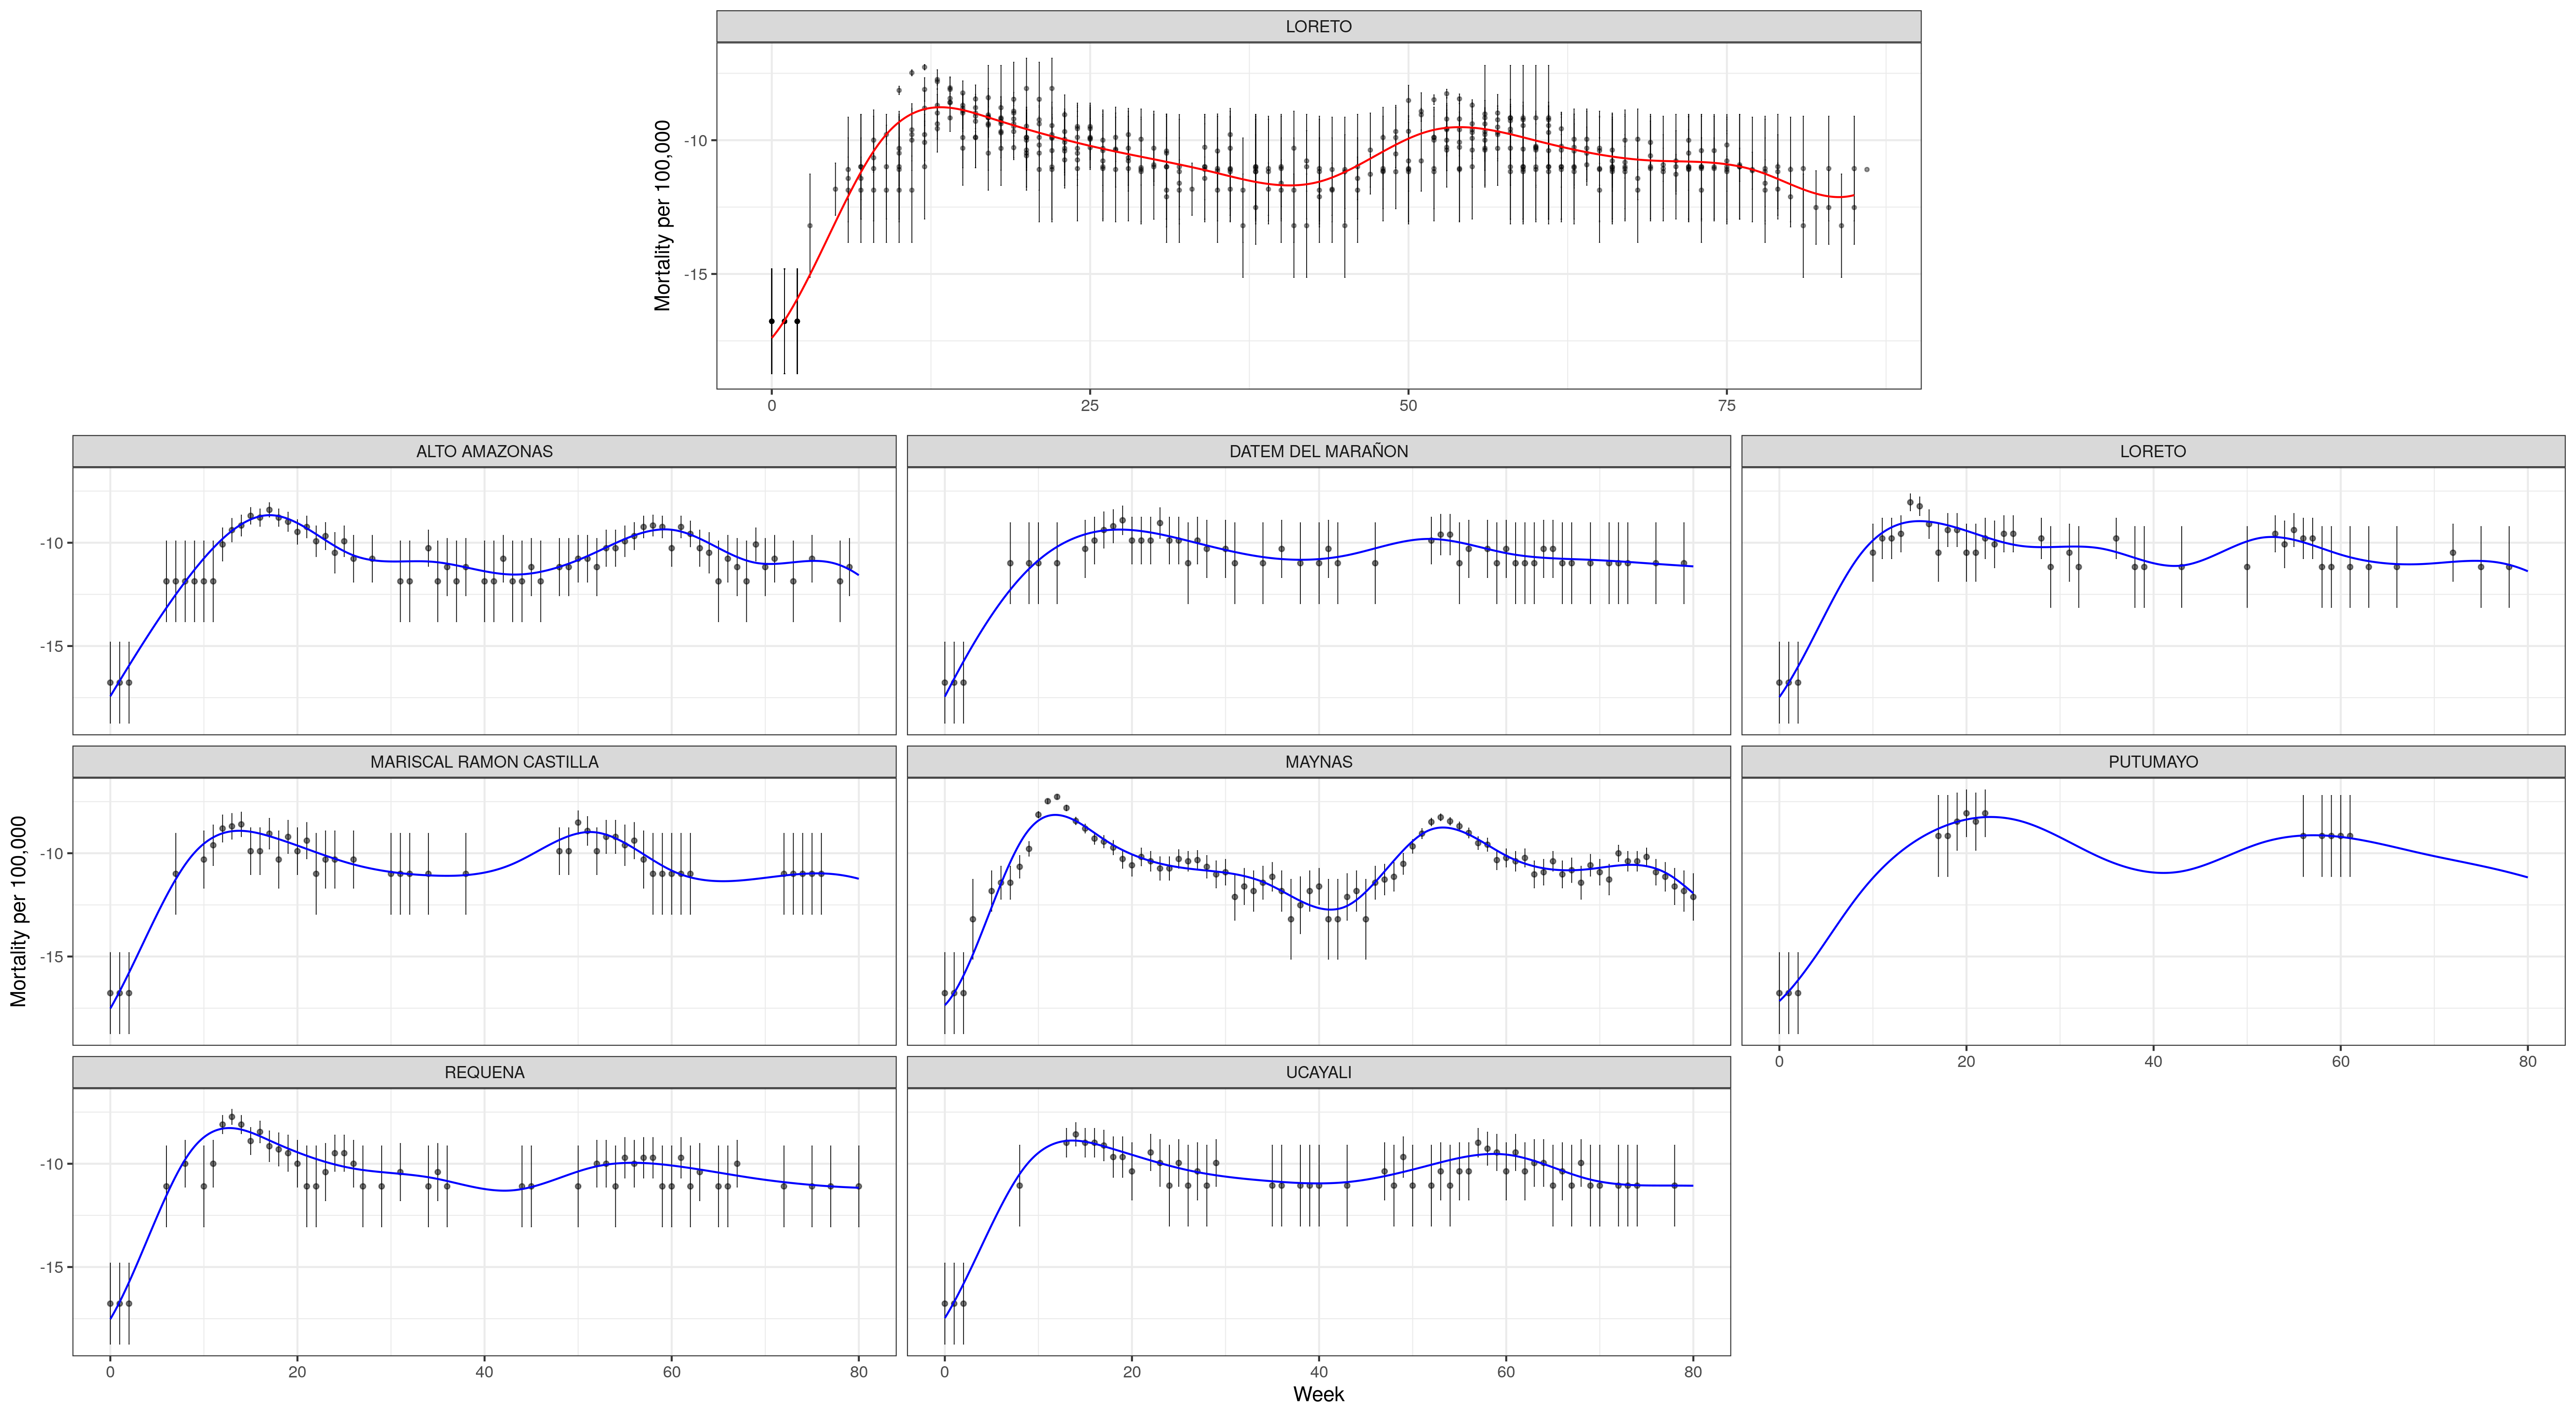 LORETO
Mortality per 100,000
-10
-15
0 25 50 75
ALTO AMAZONAS DATEM DEL MARAÑON LORETO
-10
-15
MARISCAL RAMON CASTILLA MAYNAS PUTUMAYO
Mortality per 100,000
-10
-15
0 20 40 60 80
REQUENA UCAYALI
-10
-15
0 20 40 60 80 0 20 40 60 80
Week